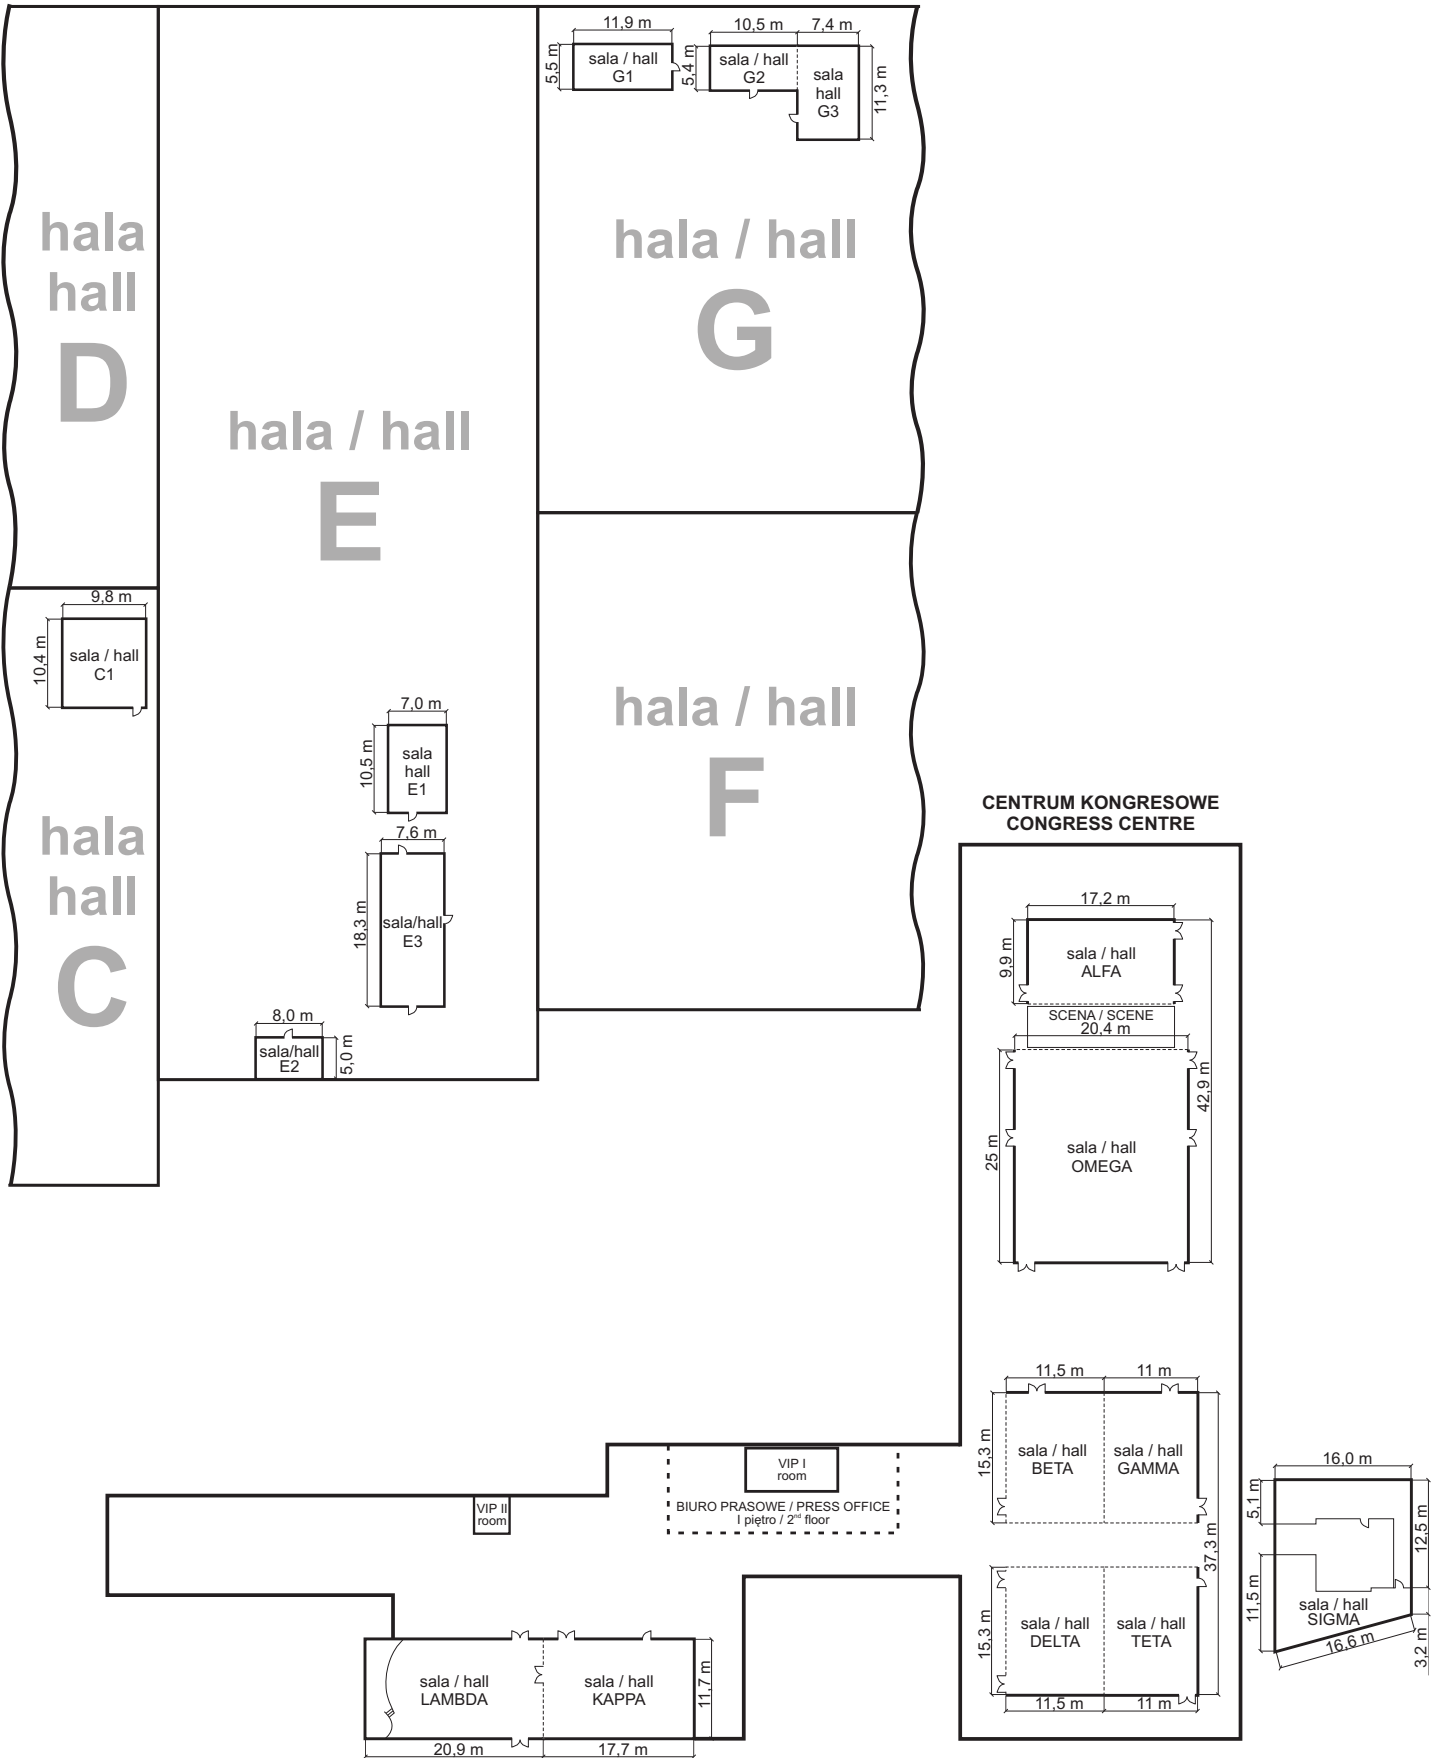 11,9 m
5,5 m
sala / hall
G1
10,5 m
7,4 m
5,4 m
sala / hall
G2
sala
hall
G3
11,3 m
hala
hall
D
hala / hall
E
hala / hall
G
9,8 m
10,4 m
sala / hall
C1
hala
hall
C
7,0 m
10,5 m
sala
hall
E1
7,6 m
18,3 m
sala/hall
E3
8,0 m
sala/hall
E2
5,0 m
hala / hall
F
CENTRUM KONGRESOWE
CONGRESS CENTRE
17,2 m
9,9 m
sala / hall
ALFA
SCENA / SCENE
20,4 m
42,9 m
25 m
sala / hall
OMEGA
11,5 m
11 m
15,3 m
sala / hall
BETA
sala / hall
GAMMA
37,3 m
15,3 m
sala / hall
DELTA
sala / hall
TETA
11,5 m
11 m
16,0 m
5,1 m
12,5 m
11,5 m
sala / hall
SIGMA
16,6 m
3,2 m
VIP I
room
BIURO PRASOWE / PRESS OFFICE
I piętro / 2nd floor
VIP II
room
sala / hall
LAMBDA
sala / hall
KAPPA
11,7 m
20,9 m
17,7 m